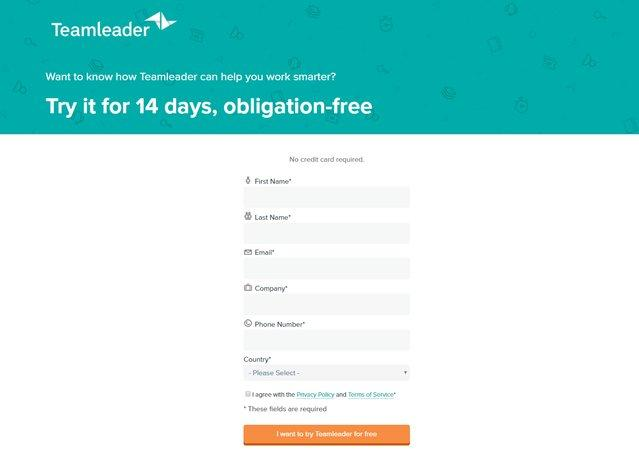 Teamleader
Want to know how Teamleader can help you work smarter?
Try it for 14 days, obligation-free
No credit card required.
First Name*
Last Name*
Email*
Company*
Phone Number*
Country*
- Please Select -
I agree with the Privacy Policy and Terms of Service*
* These fields are required
I want to try Teamleader for free